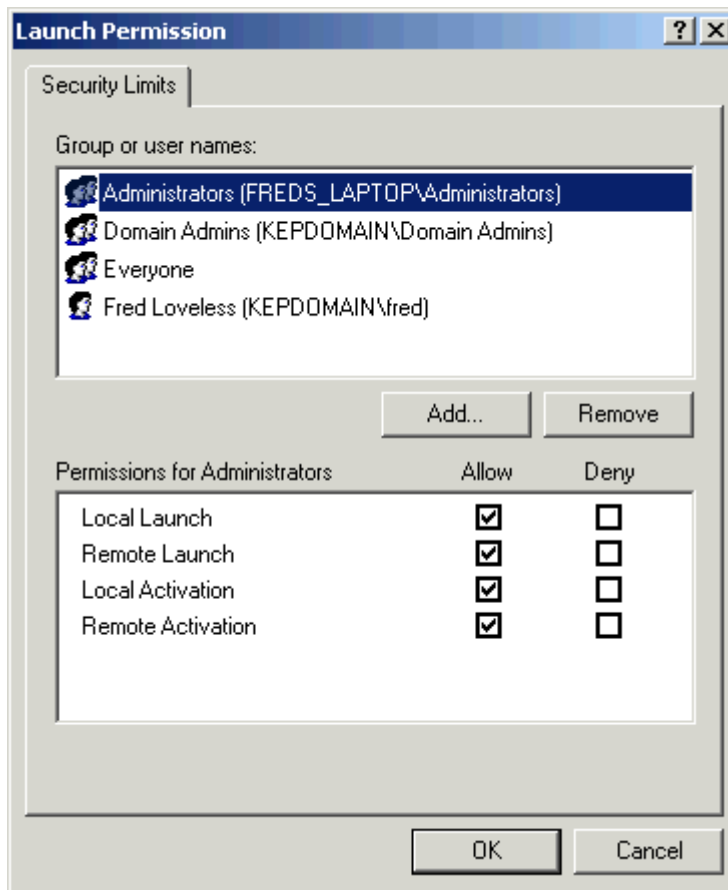 Launch Permission
Security Limits
Group or user names:
Administrators (FREDS_LAPTOP\Administrators)
Domain Admins (KEPDOMAIN\Domain Admins)
Everyone
Fred Loveless (KEPDOMAIN\fred)
Add... Remove
Permissions for Administrators Allow Deny
Local Launch
Remote Launch
Local Activation
Remote Activation
OK Cancel